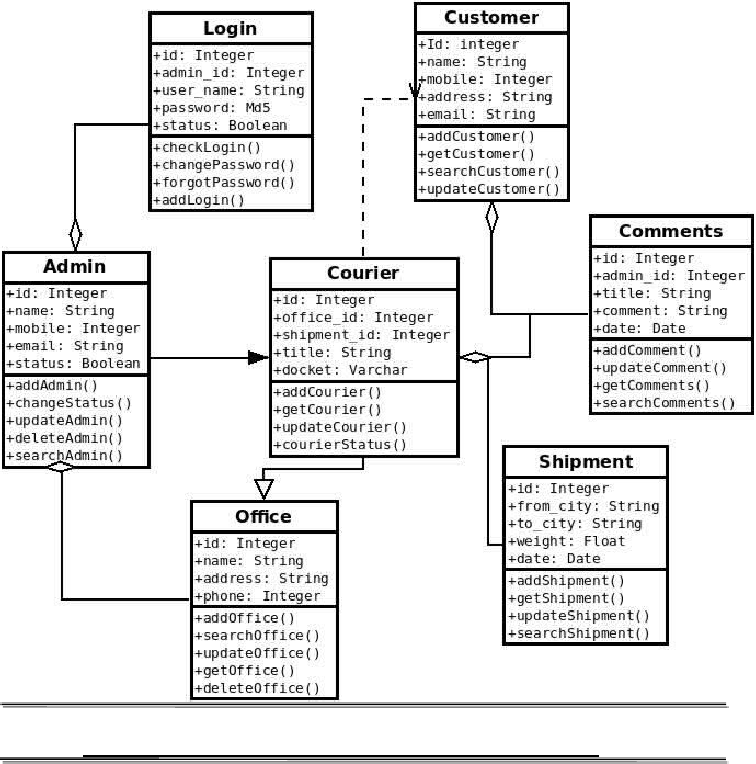 Login
+id: Integer
+admin_id: Integer
+user_name: String
+password: Md5
+status: Boolean
+checkLogin()
+changePassword()
+forgotPassword()
+addLogin()
Customer
+Id: integer
+name: String
+mobile: Integer
+address: String
+email: String
+addCustomer()
+getCustomer()
+searchCustomer()
+updateCustomer()
Comments
+id: Integer
+admin_id: Integer
+title: String
+comment: String
+date: Date
+addComment()
+updateComment()
+getComments()
+searchComments()
Admin
+id: Integer
+name: String
+mobile: Integer
+email: String
+status: Boolean
+addAdmin()
+changeStatus()
+updateAdmin()
+deleteAdmin()
+searchAdmin()
Courier
+id: Integer
+office_id: Integer
+shipment_id: Integer
+title: String
+docket: Varchar
+addCourier()
+getCourier()
+updateCourier()
+courierStatus()
Shipment
+id: Integer
+from_city: String
+to_city: String
+weight: Float
+date: Date
+addShipment()
+getShipment()
+updateShipment()
+searchShipment()
Office
+id: Integer
+name: String
+address: String
+phone: Integer
+addOffice()
+searchOffice()
+updateOffice()
+getOffice()
+deleteOffice()